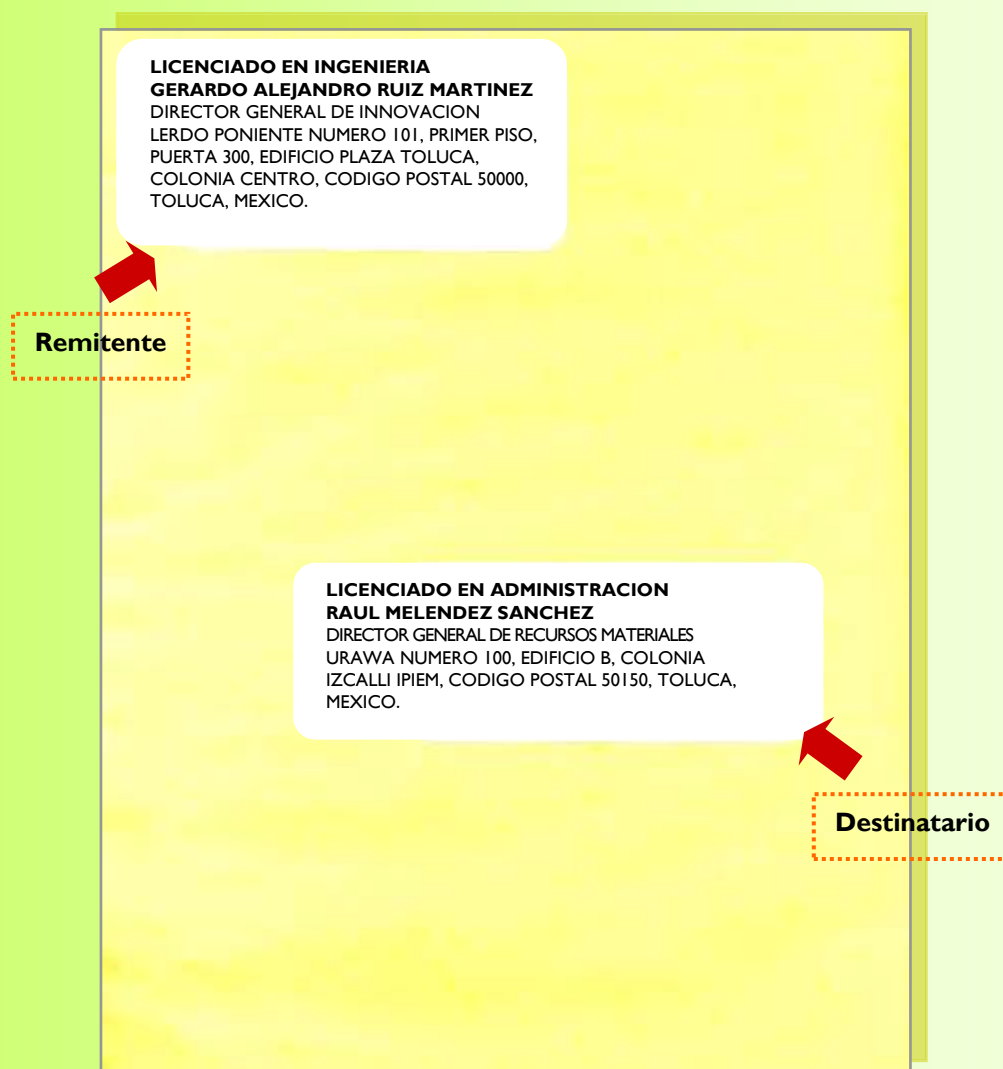 LICENCIADO EN INGENIERIA
GERARDO ALEJANDRO RUIZ MARTINEZ
DIRECTOR GENERAL DE INNOVACION
LERDO PONIENTE NUMERO 101, PRIMER PISO,
PUERTA 300, EDIFICIO PLAZA TOLUCA,
COLONIA CENTRO, CODIGO POSTAL 50000,
TOLUCA, MEXICO.
Remitente
LICENCIADO EN ADMINISTRACION
RAUL MELENDEZ SANCHEZ
DIRECTOR GENERAL DE RECURSOS MATERIALES
URAWA NUMERO 100, EDIFICIO B, COLONIA
IZCALLI IPIEM, CODIGO POSTAL 50150, TOLUCA,
MEXICO.
Destinatario